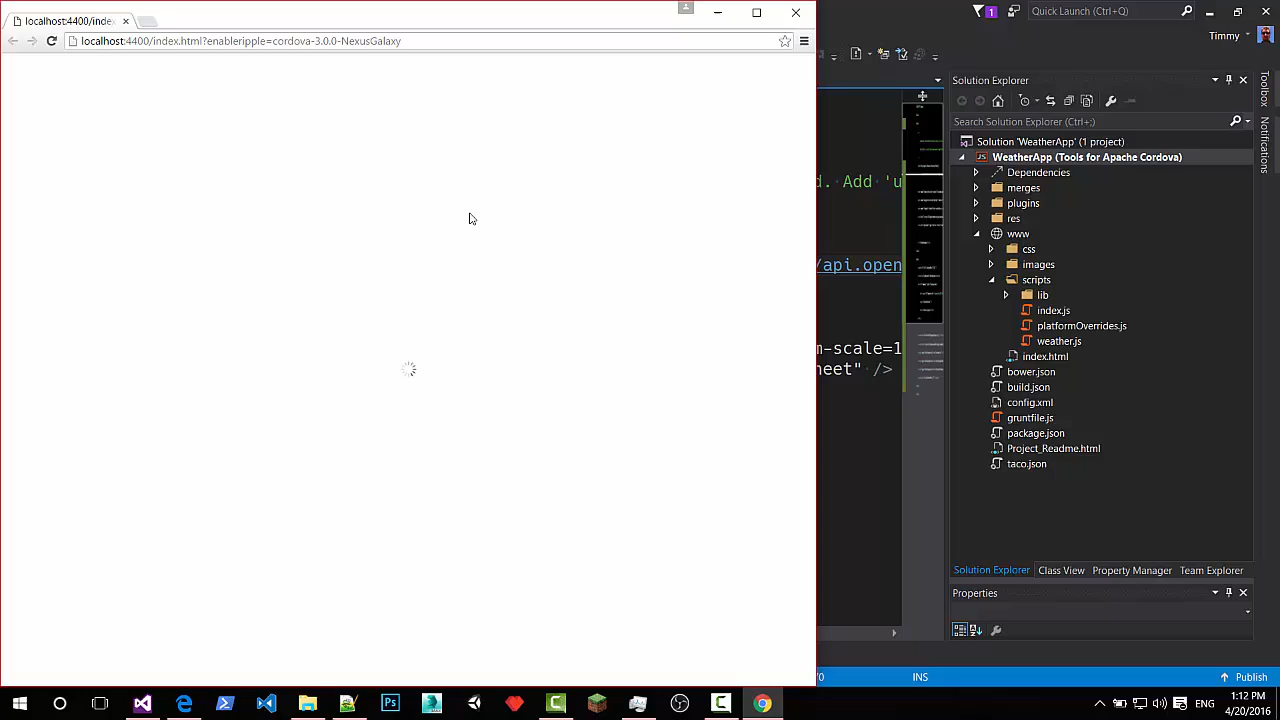 localhost:4400/index
localhost:4400/index.html?enableripple=cordova-3.0.0-NexusGalaxy
1
Quick Launch (Ctrl+Q)
Timmy
Solution Explorer
Search Solution Explorer (Ctrl+;)
Solution 'WeatherApp' (1 project)
WeatherApp (Tools for Apache Cordova)
Dependencies
merges
plugins
res
www
css
images
scripts
lib
index.js
platformOverrides.js
weather.js
index.html
bower.json
build.json
config.xml
gruntfile.js
package.json
Project_Readme.html
taco.json
d. Add 'u
/api.open
m-scale=1
heet" />
Toolbox
Notifications
Solution Explorer
Class View
Property Manager
Team Explorer
Properties
INS
Publish
Ps
ENG
1:12 PM
4/20/2016